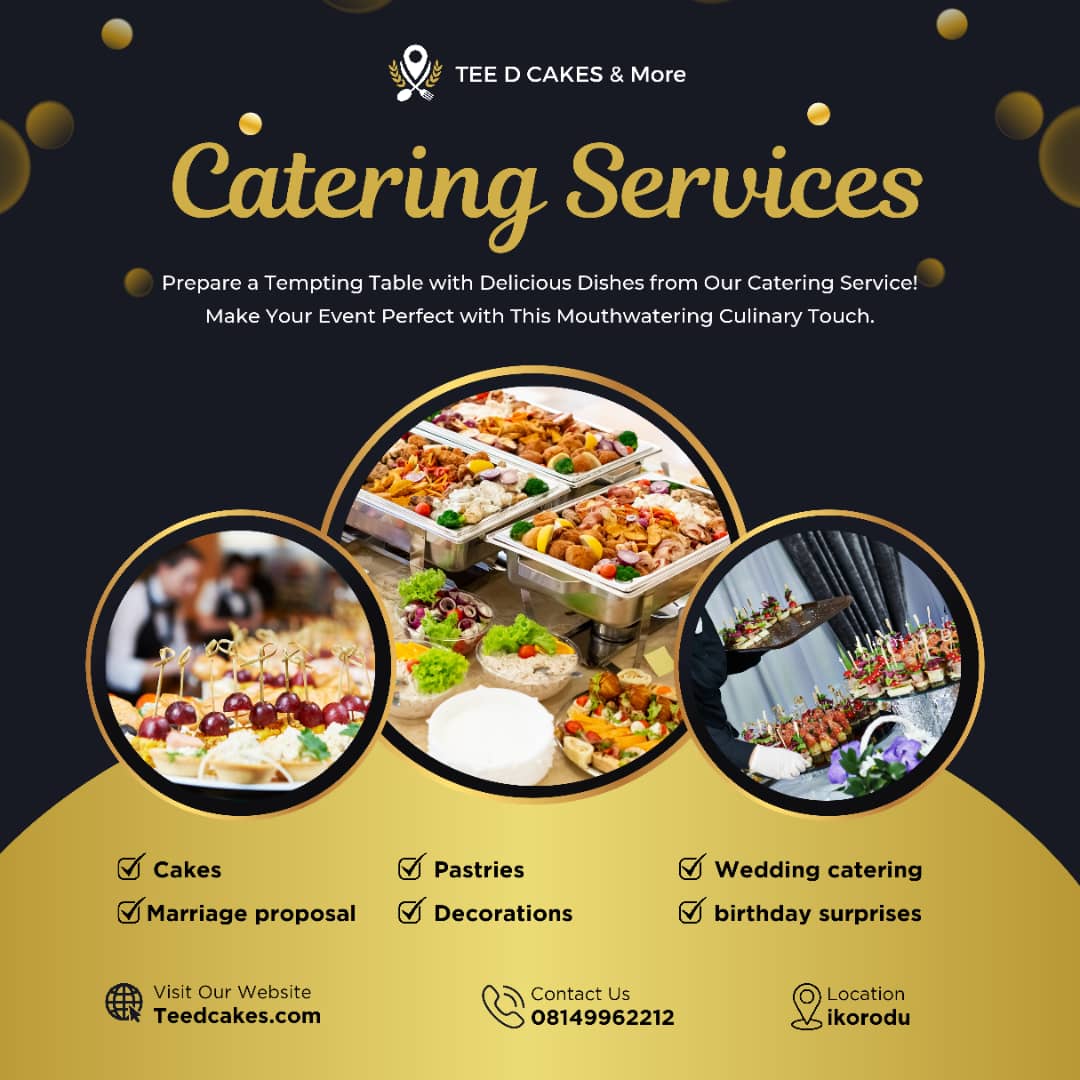 TEE D CAKES & More
Catering Services
Prepare a Tempting Table with Delicious Dishes from Our Catering Service!
Make Your Event Perfect with This Mouthwatering Culinary Touch.
Cakes
Pastries
Wedding catering
Marriage proposal
Decorations
birthday surprises
Visit Our Website
Teedcakes.com
Contact Us
08149962212
Location
ikorodu